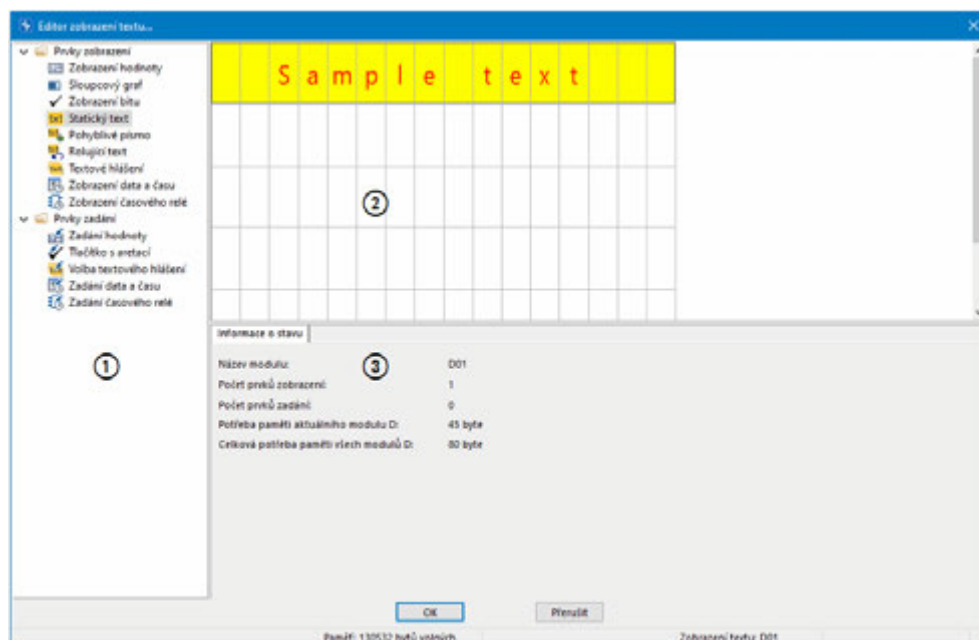 Editor zobrazení textu...
Prvky zobrazení
Zobrazení hodnoty
Sloupcový graf
Zobrazení bitu
Statický text
Pohyblivé písmo
Rolující text
Textové hlášení
Zobrazení data a času
Zobrazení časového relé
Prvky zadání
Zadání hodnoty
Tlačítko s aretací
Volba textového hlášení
Zadání data a času
Zadání časového relé
①
Sample text
②
Informace o stavu
③
Název modulu: D01
Počet prvků zobrazení: 1
Počet prvků zadání: 0
Potřeba paměti aktuálního modulu D: 45 byte
Celková potřeba paměti všech modulů D: 80 byte
OK Přerušit
Paměť: 130532 bytů volných Zobrazení textu: D01